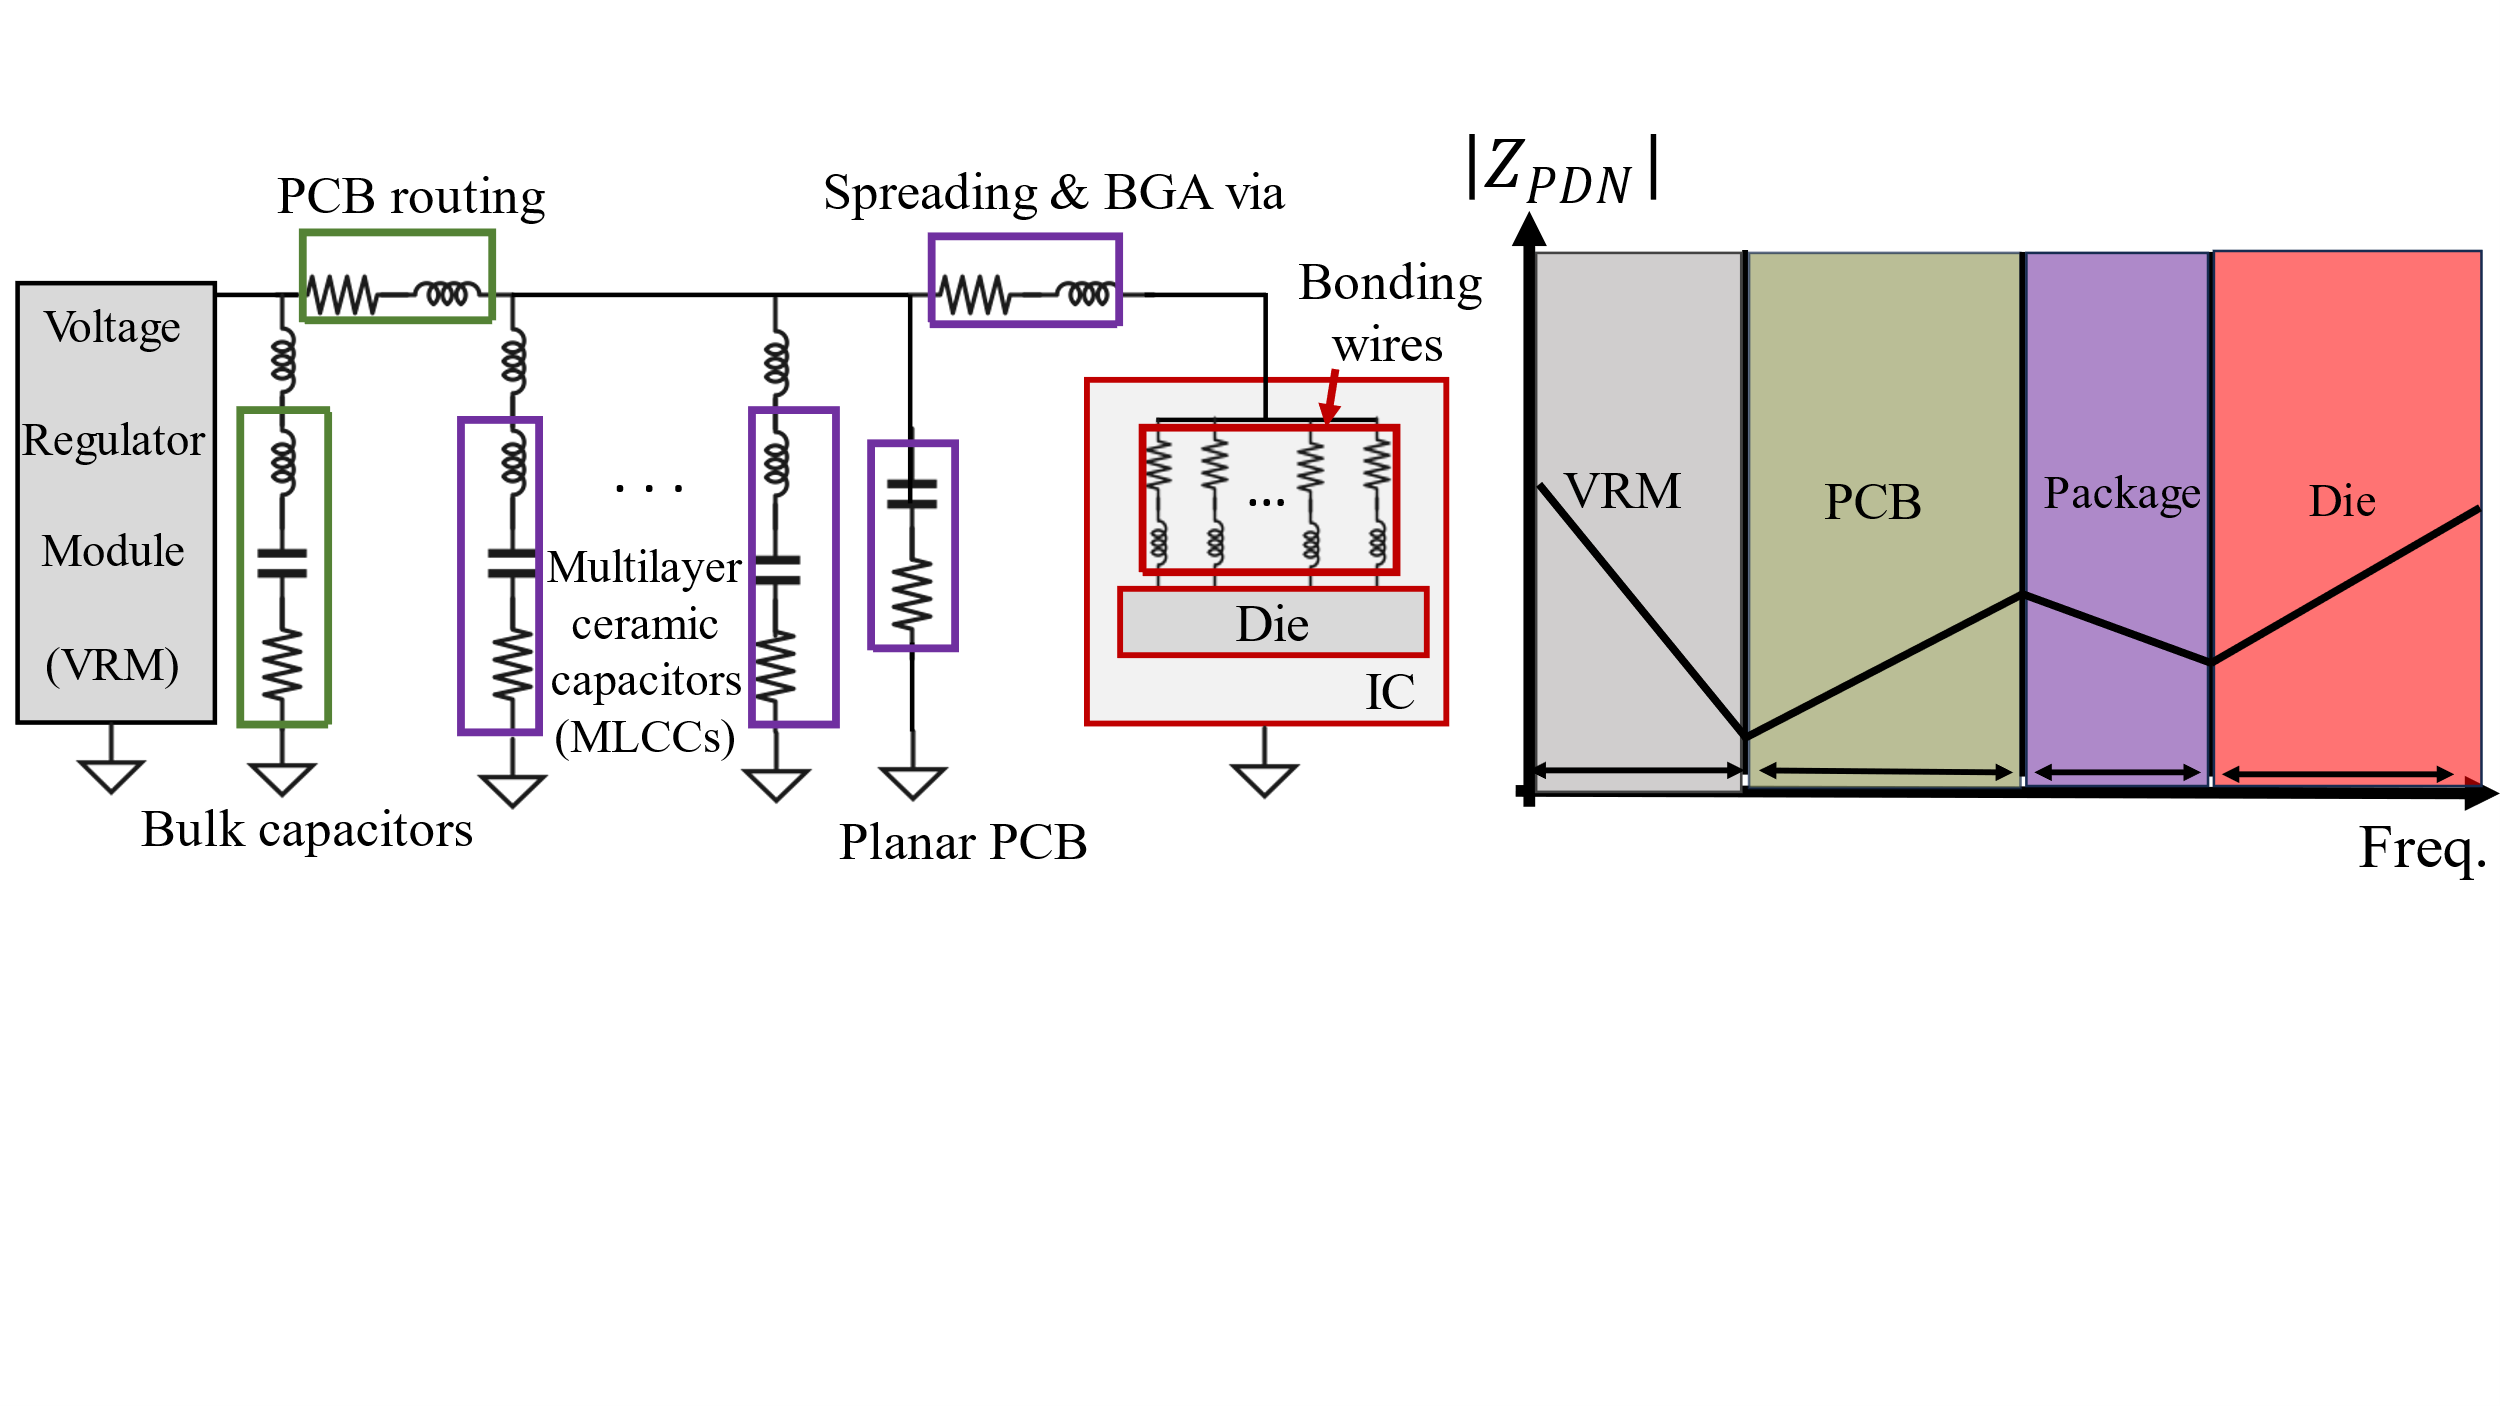 PCB routing
Spreading & BGA via
Bonding
wires
Voltage
Regulator
Module
(VRM)
. . .
Multilayer
ceramic
capacitors
(MLCCs)
...
Die
IC
Bulk capacitors
Planar PCB
|Z_PDN|
VRM
PCB
Package
Die
Freq.